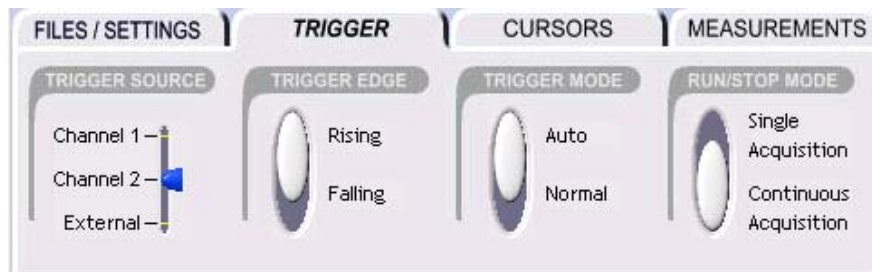 FILES / SETTINGS
TRIGGER
CURSORS
MEASUREMENTS
TRIGGER SOURCE
Channel 1
Channel 2
External
TRIGGER EDGE
Rising
Falling
TRIGGER MODE
Auto
Normal
RUN/STOP MODE
Single
Acquisition
Continuous
Acquisition